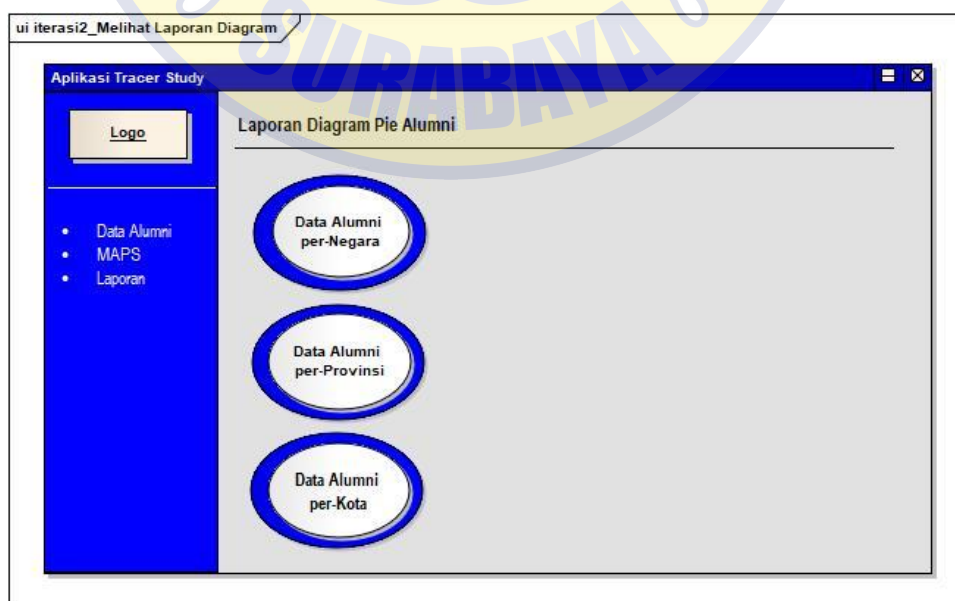 ui iterasi2_Melihat Laporan Diagram
SURABAYA
Aplikasi Tracer Study
Logo
Laporan Diagram Pie Alumni
• Data Alumni
• MAPS
• Laporan
Data Alumni
per-Negara
Data Alumni
per-Provinsi
Data Alumni
per-Kota